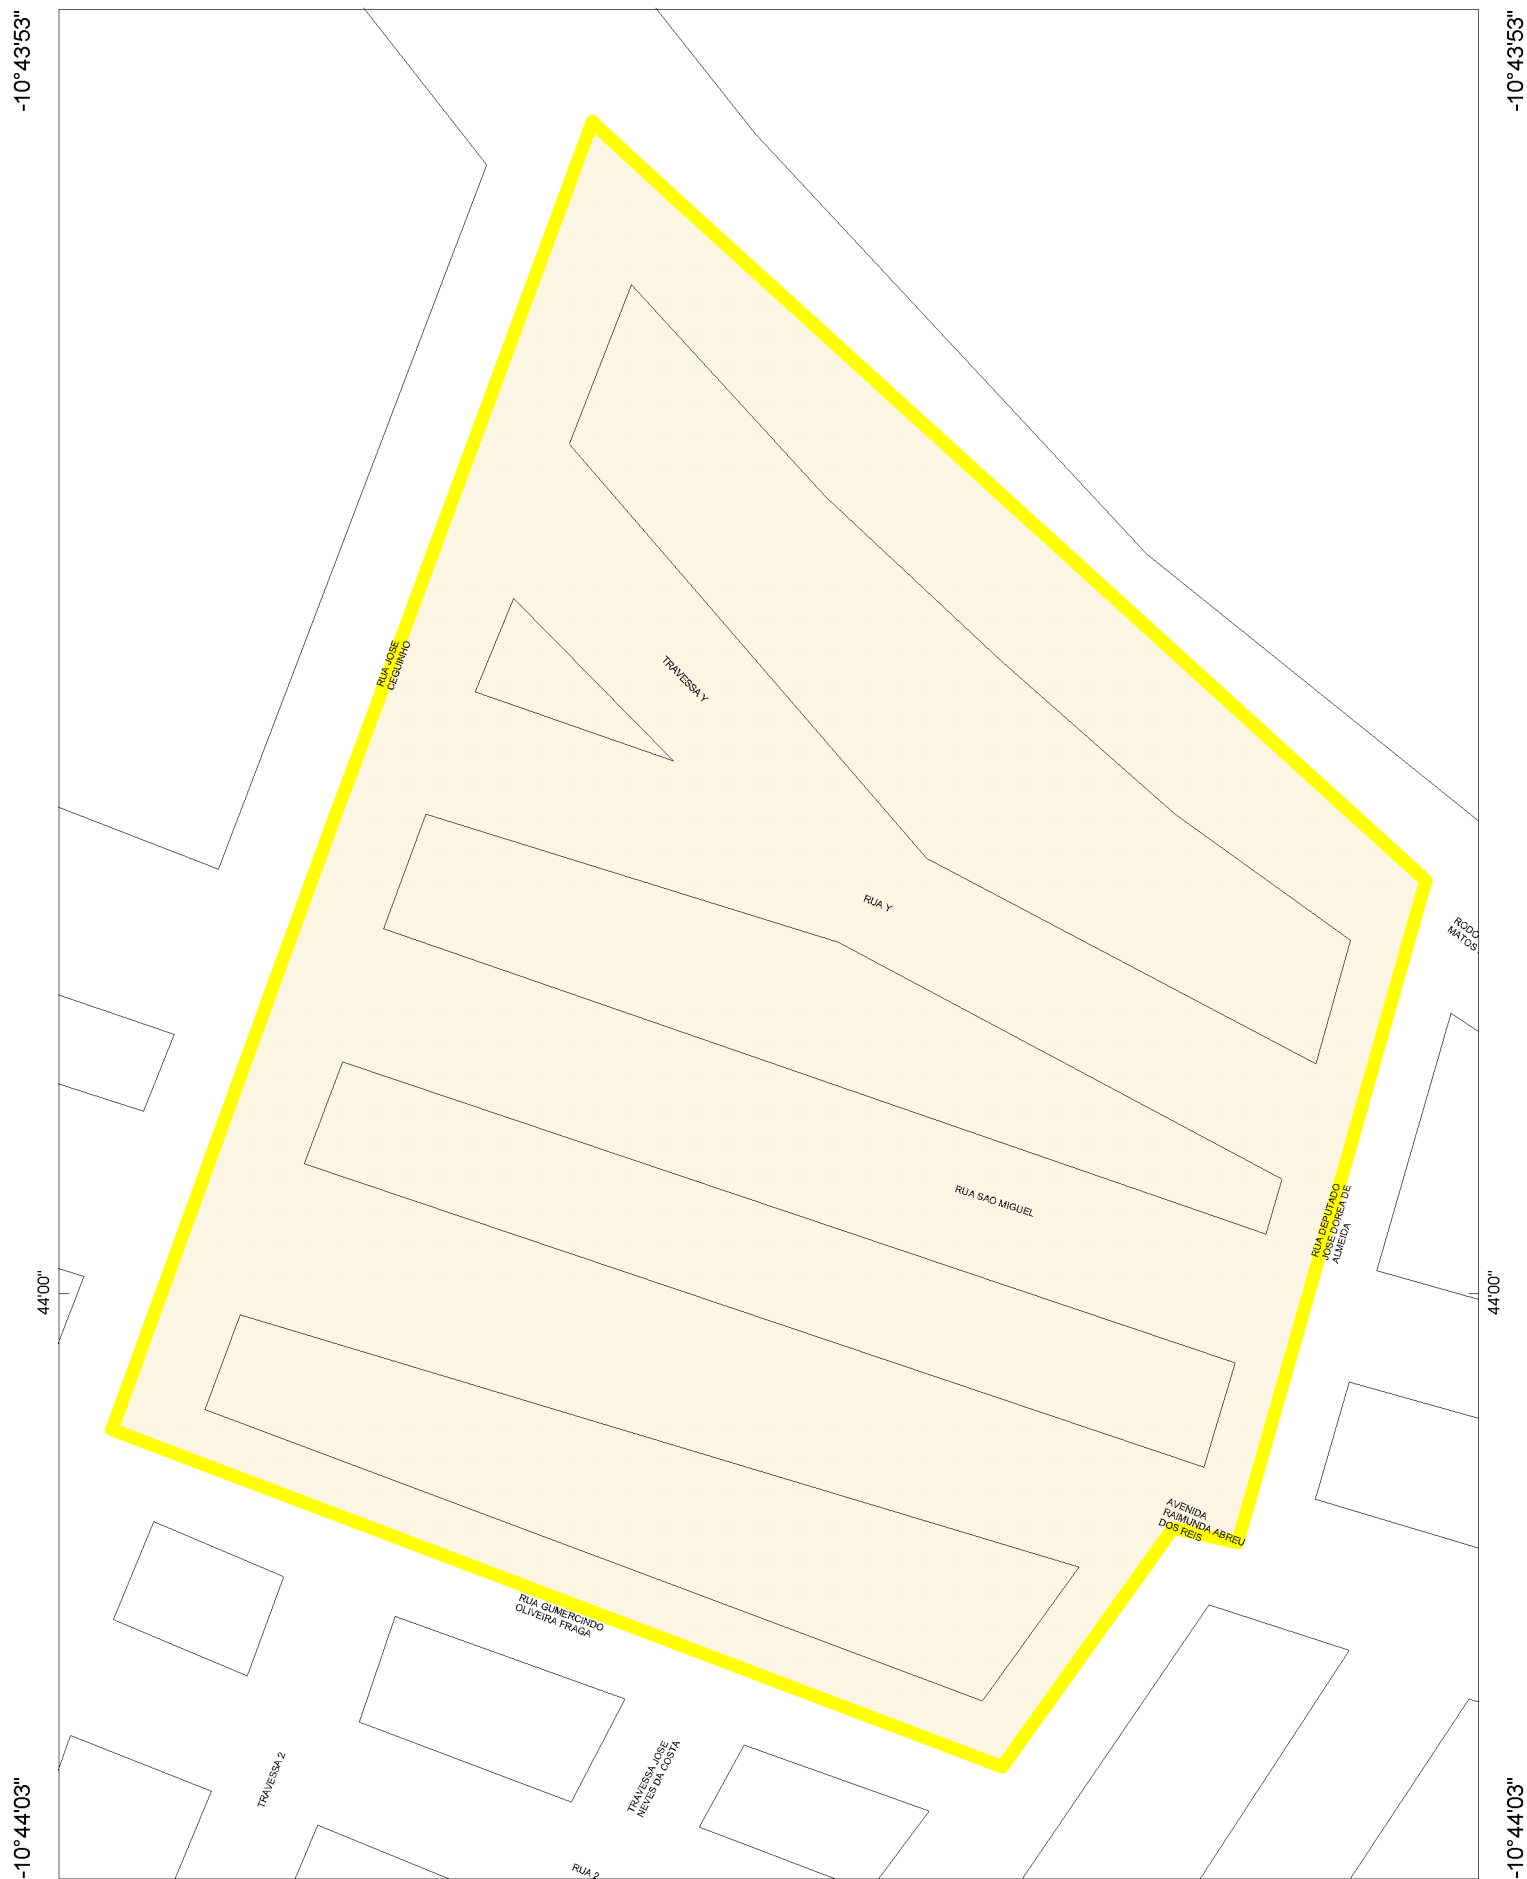 -10°43'53"
-10°43'53"
RUA JOSE
CEGUINHO
TRAVESSA Y
RUA Y
RODO
MATOS
RUA SAO MIGUEL
RUA DEPUTADO
JOSE DOREA DE
ALMEIDA
44'00"
44'00"
AVENIDA
RAIMUNDA ABREU
DOS REIS
RUA GUMERCINDO
OLIVEIRA FRAGA
TRAVESSA 2
TRAVESSA JOSE
NEVES DA COSTA
RUA 2
-10°44'03"
-10°44'03"